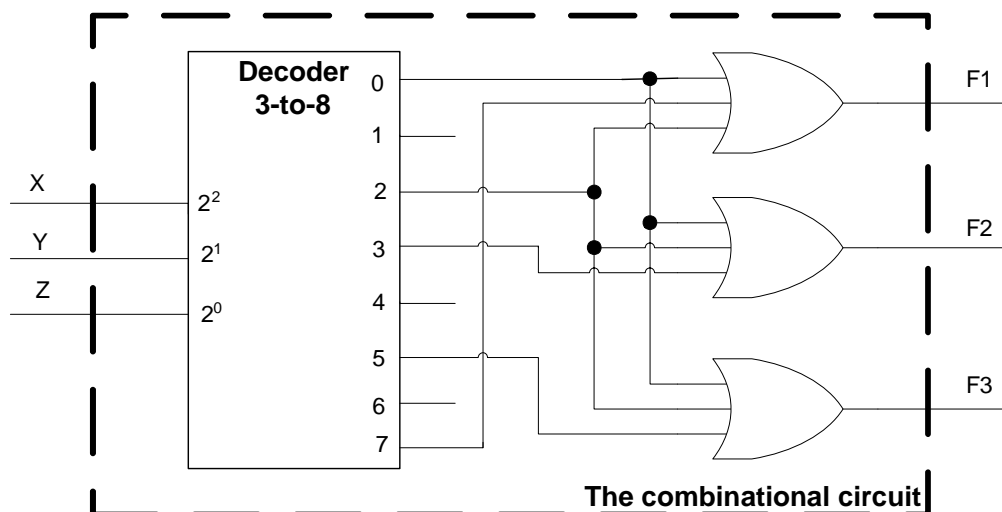 Decoder
3-to-8
0
1
2
3
4
5
6
7
X
Y
Z
2²
2¹
2⁰
F1
F2
F3
The combinational circuit